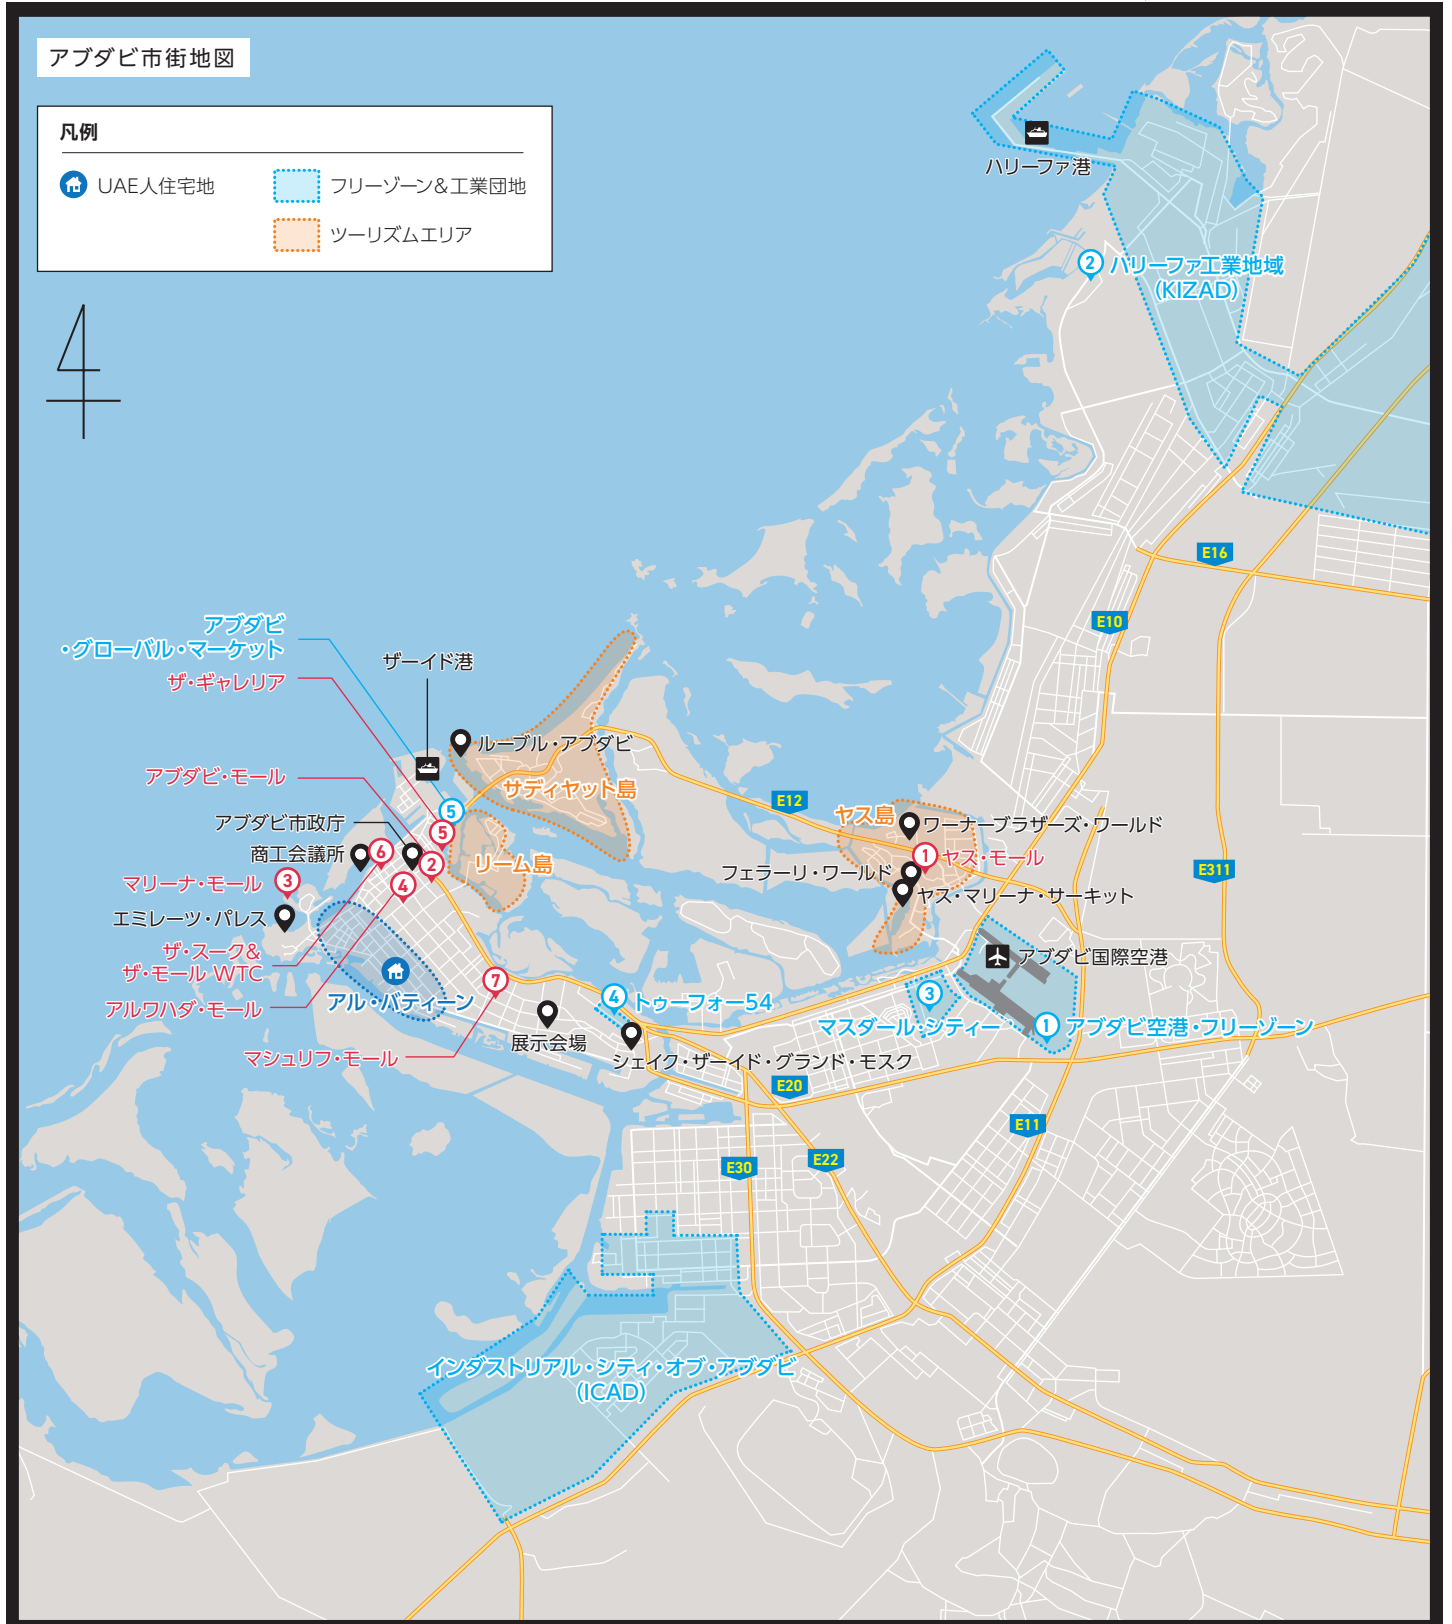 アブダビ市街地図
凡例
UAE人住宅地
フリーゾーン&工業団地
ツーリズムエリア
ハリーファ港
2
ハリーファ工業地域
(KIZAD)
E16
E10
アブダビ
・グローバル・マーケット
ザ・ギャレリア
ザーイド港
ルーブル・アブダビ
アブダビ・モール
サディヤット島
E12
ヤス島
5
アブダビ市政庁
5
ワーナーブラザーズ・ワールド
商工会議所
6
2
リーム島
1
ヤス・モール
マリーナ・モール
3
4
フェラーリ・ワールド
E311
エミレーツ・パレス
ヤス・マリーナ・サーキット
ザ・スーク&
ザ・モール WTC
アブダビ国際空港
アルワハダ・モール
アル・バティーン
7
4
トゥーフォー54
3
マスダール・シティー
1
アブダビ空港・フリーゾーン
展示会場
マシュリフ・モール
シェイク・ザーイド・グランド・モスク
E20
E11
E30
E22
インダストリアル・シティ・オブ・アブダビ
(ICAD)